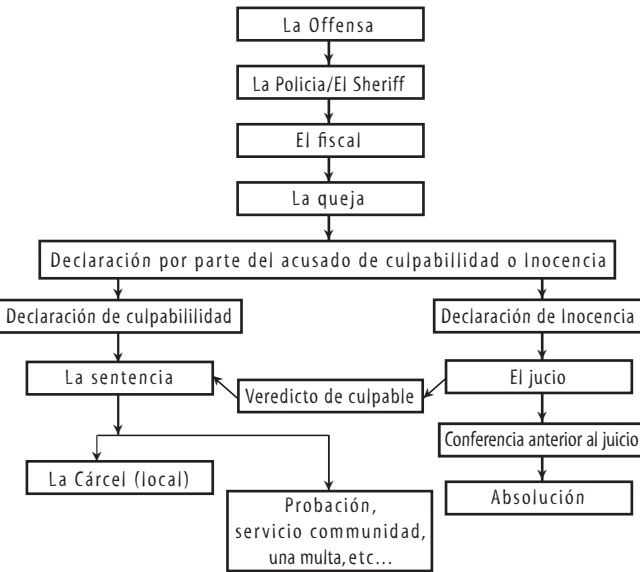 La Offensa
La Policia/El Sheriff
El fiscal
La queja
Declaración por parte del acusado de culpabillidad o Inocencia
Declaración de culpabililidad
Declaración de Inocencia
La sentencia
Veredicto de culpable
El jucio
Conferencia anterior al juicio
La Cárcel (local)
Absolución
Probación,
servicio communidad,
una multa, etc...